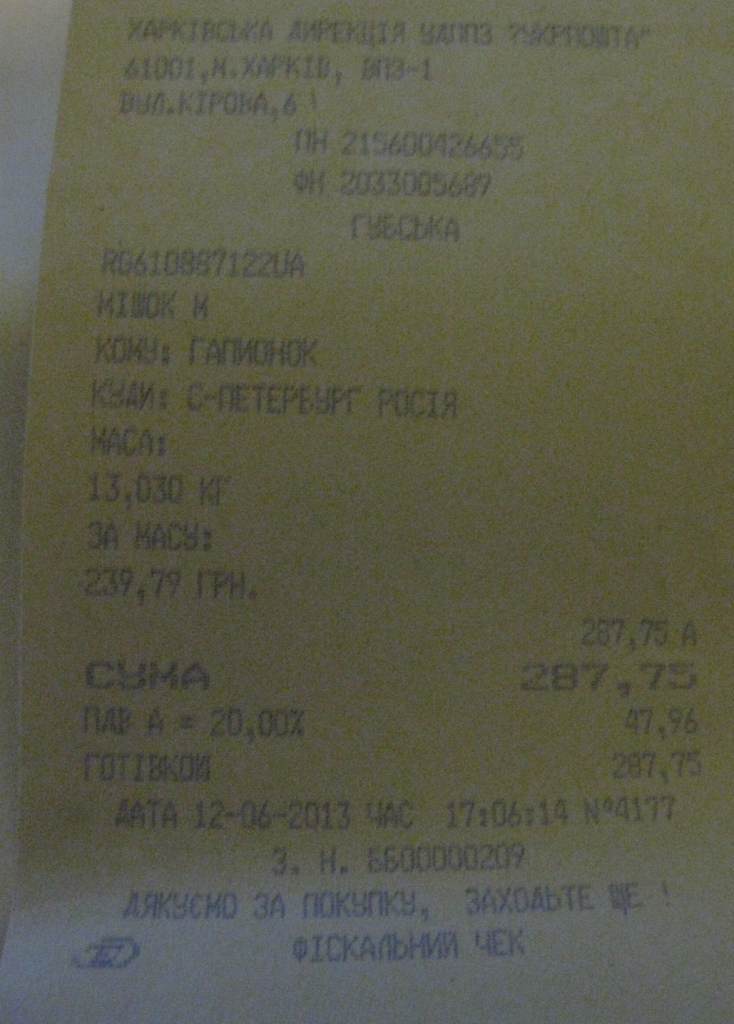 ХАРКІВСЬКА ДИРЕКЦІЯ УДППЗ ?УКРПОШТА"
61001,М.ХАРКІВ, ВПЗ-1
ВУЛ.КІРОВА,6
ПН 215600426655
ФН 2033005689
ГУБСЬКА
RG610887122UA
МІШОК М
КОМУ: ГАПИОНОК
КУДИ: С-ПЕТЕРБУРГ РОСІЯ
МАСА:
13,030 КГ
ЗА МАСУ:
239,79 ГРН.
287,75 А
СУМА 287,75
ПДВ А = 20,00% 47,96
ГОТІВКОЮ 287,75
ДАТА 12-06-2013 ЧАС 17:06:14 №4177
З. Н. ББ00000209
ДЯКУЄМО ЗА ПОКУПКУ, ЗАХОДЬТЕ ЩЕ !
ФІСКАЛЬНИЙ ЧЕК